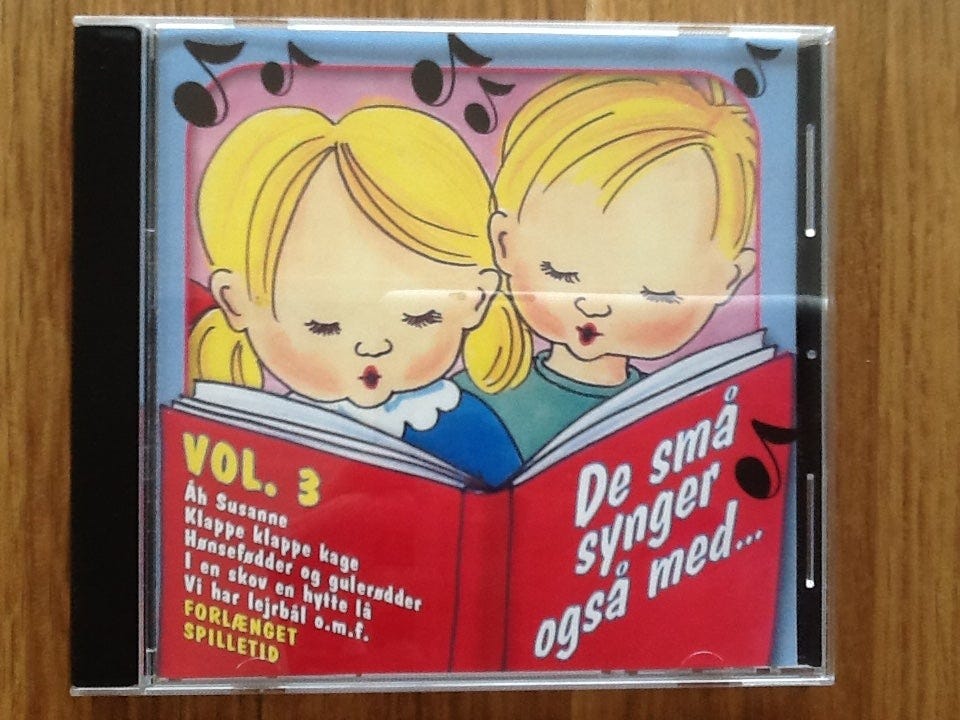 VOL. 3
Åh Susanne
Klappe klappe kage
Hønsefødder og gulerødder
I en skov en hytte lå
Vi har lejrbål o.m.f.
FORLÆNGET
SPILLETID
De små
synger
også med...